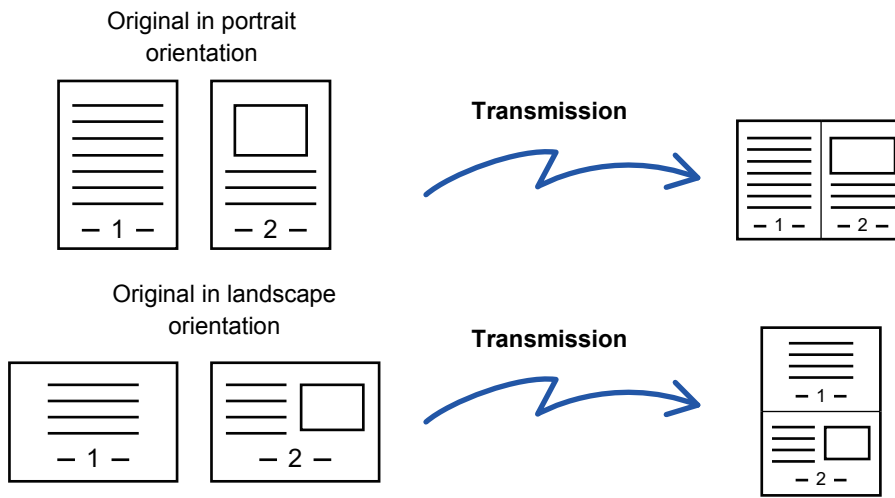 Original in portrait
orientation
Transmission
– 1 –
– 2 –
– 1 –
– 2 –
Original in landscape
orientation
Transmission
– 1 –
– 2 –
– 1 –
– 2 –